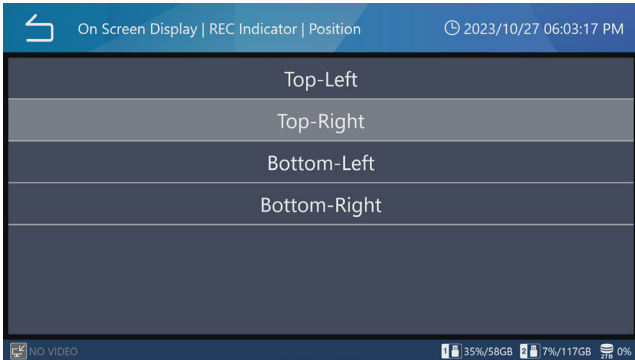 On Screen Display | REC Indicator | Position 2023/10/27 06:03:17 PM
Top-Left
Top-Right
Bottom-Left
Bottom-Right
NO VIDEO 1 35%/58GB 2 7%/117GB 2TB 0%